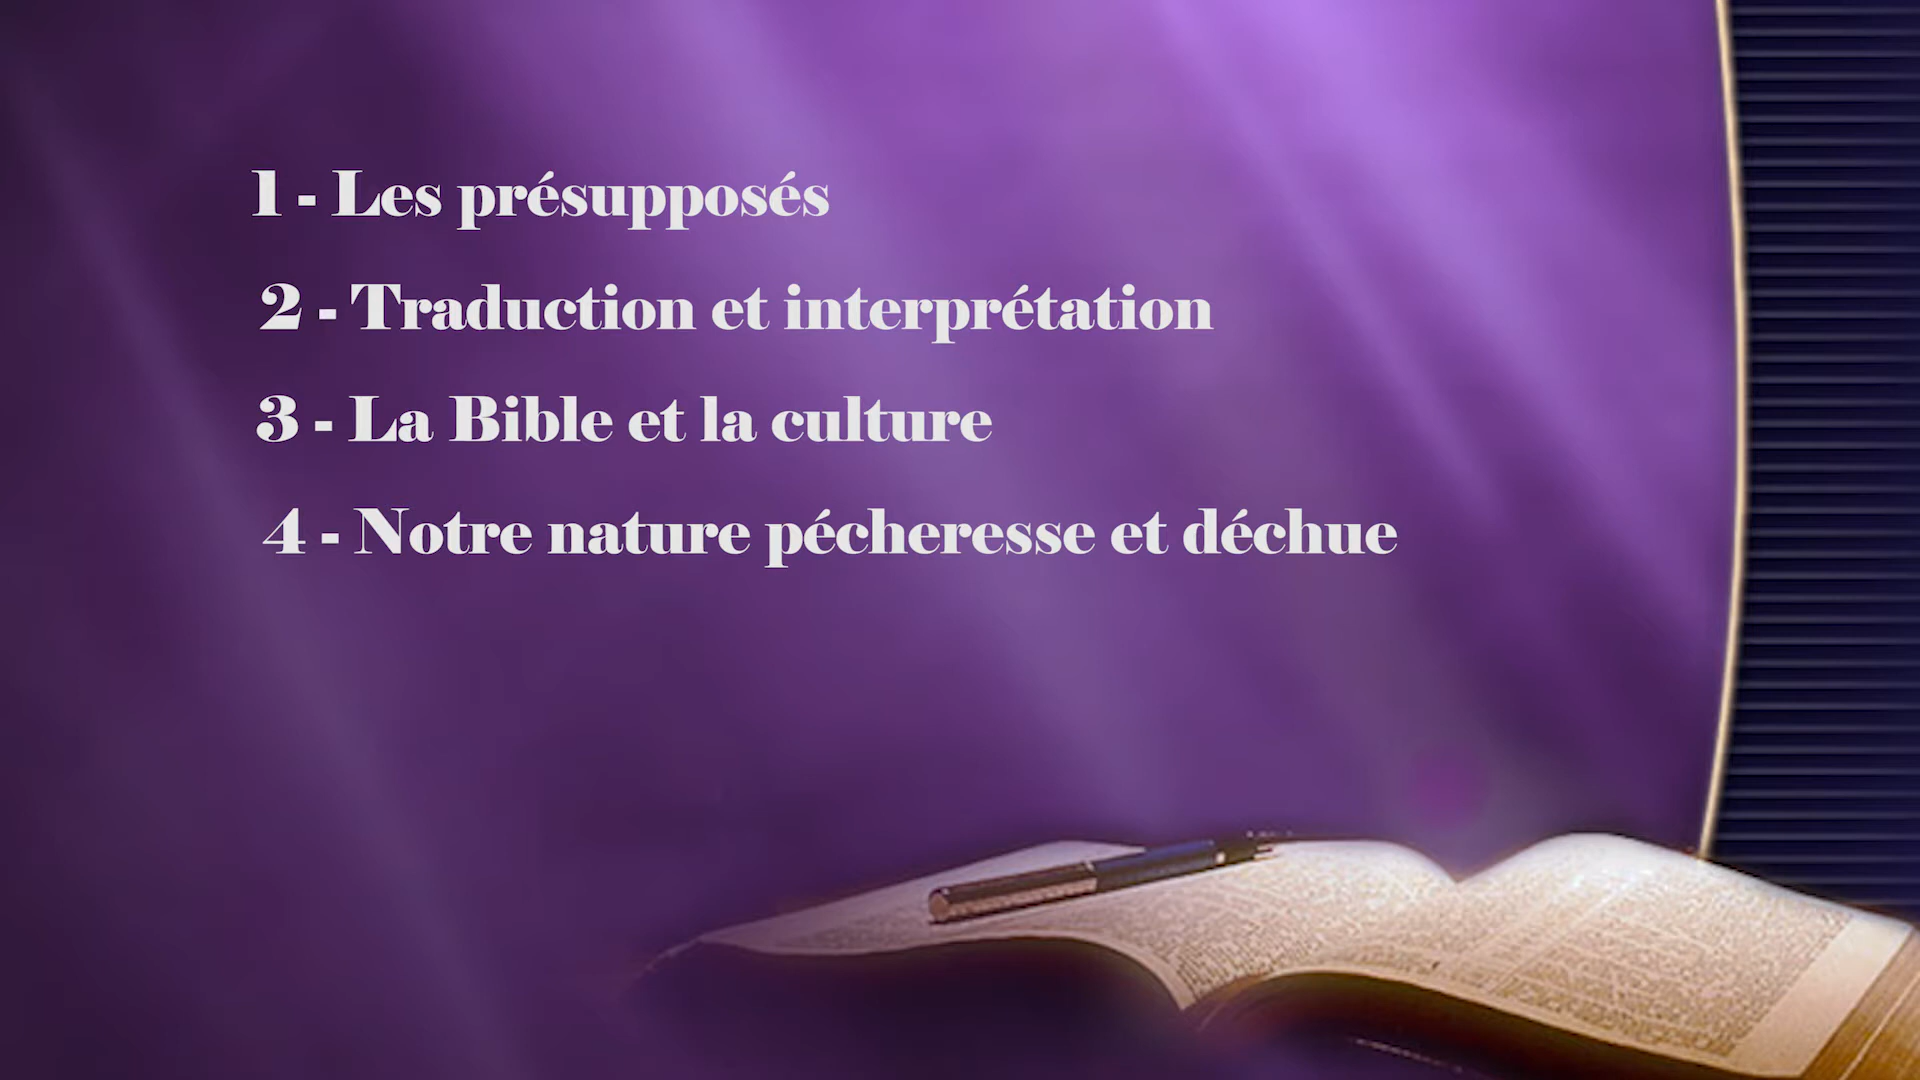 1 - Les présupposés
2 - Traduction et interprétation
3 - La Bible et la culture
4 - Notre nature pécheresse et déchue